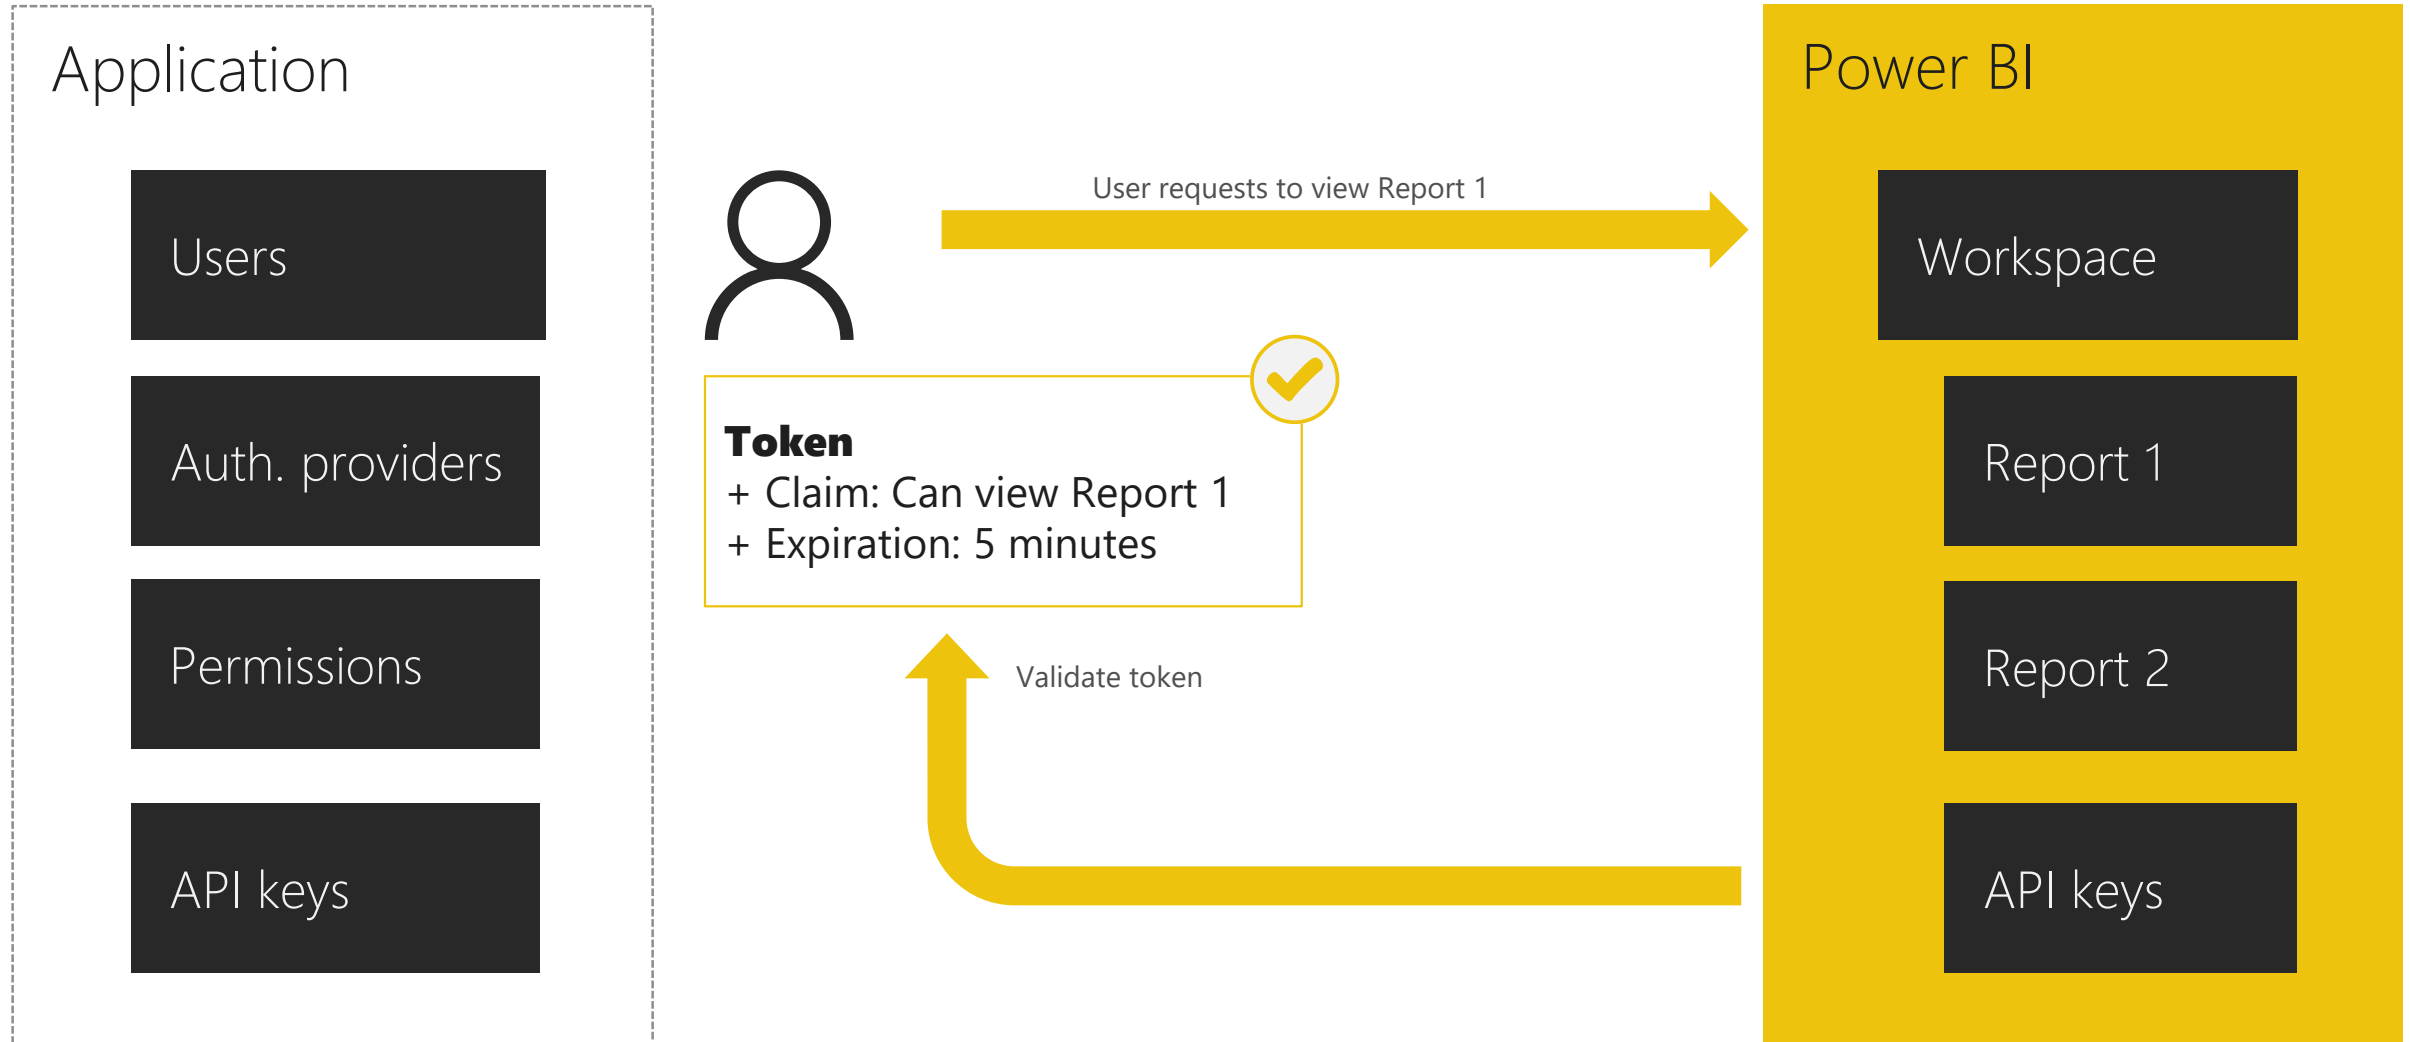 Application
Users
Auth. providers
Permissions
API keys
User requests to view Report 1
Token
+ Claim: Can view Report 1
+ Expiration: 5 minutes
Validate token
Power BI
Workspace
Report 1
Report 2
API keys